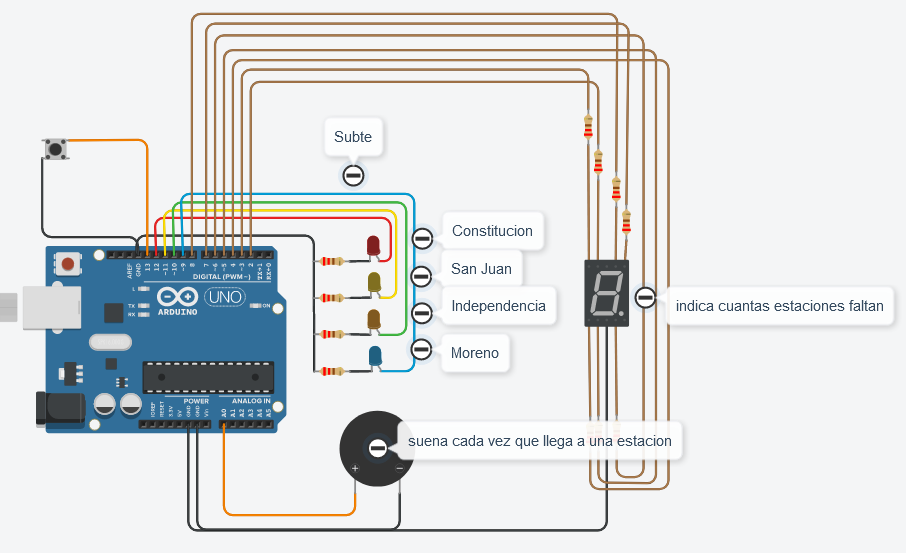 Subte
Constitucion
San Juan
Independencia
Moreno
indica cuantas estaciones faltan
suena cada vez que llega a una estacion
AREF
GND
13
12
~11
~10
~9
8
7
~6
~5
4
~3
2
TX→1
RX←0
DIGITAL (PWM~)
L
TX
RX
UNO
ARDUINO
ON
POWER
ANALOG IN
IOREF
RESET
3.3V
5V
GND
GND
Vin
A0
A1
A2
A3
A4
A5